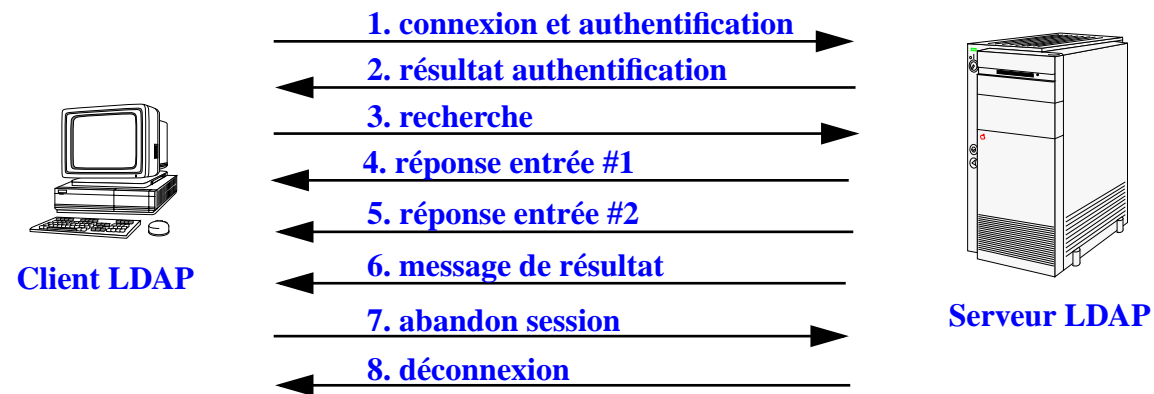 1. connexion et authentification
2. résultat authentification
3. recherche
4. réponse entrée #1
5. réponse entrée #2
6. message de résultat
7. abandon session
8. déconnexion
Client LDAP
Serveur LDAP